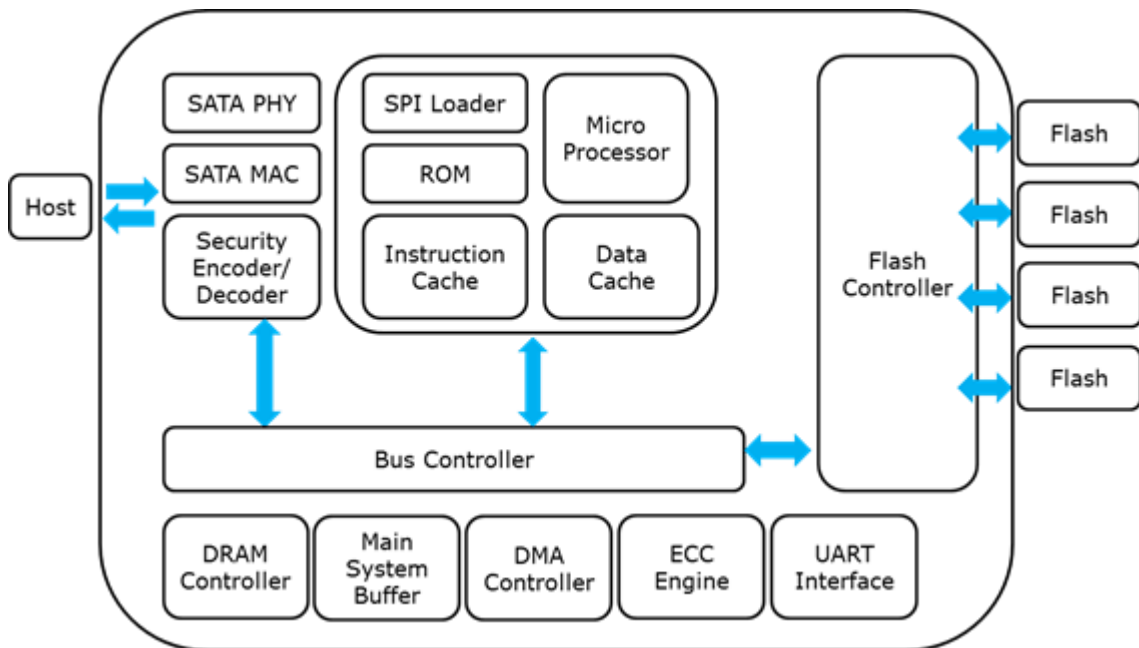 Host
SATA PHY
SATA MAC
Security
Encoder/
Decoder
SPI Loader
ROM
Instruction
Cache
Micro
Processor
Data
Cache
Bus Controller
Flash
Controller
Flash
Flash
Flash
Flash
DRAM
Controller
Main
System
Buffer
DMA
Controller
ECC
Engine
UART
Interface